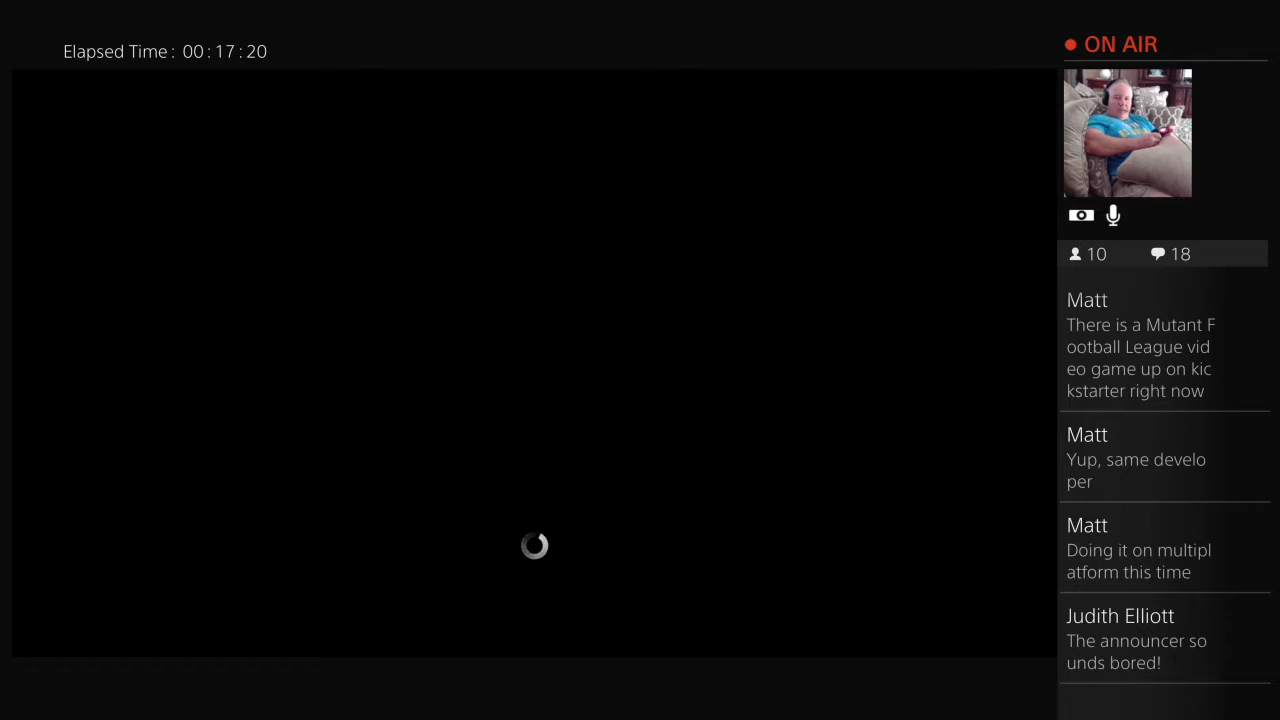 Elapsed Time: 00:17:20
ON AIR
10 18
Matt
There is a Mutant F
ootball League vid
eo game up on kic
kstarter right now
Matt
Yup, same develo
per
Matt
Doing it on multipl
atform this time
Judith Elliott
The announcer so
unds bored!